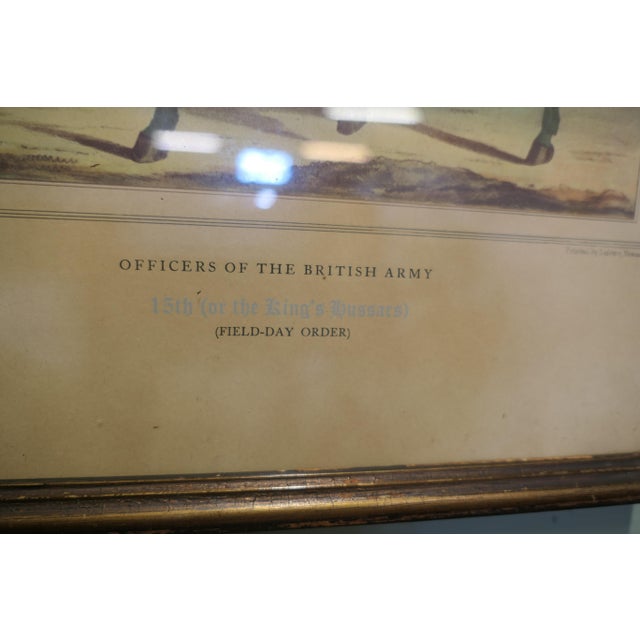 OFFICERS OF THE BRITISH ARMY
15th (or the King's Hussars)
(FIELD-DAY ORDER)